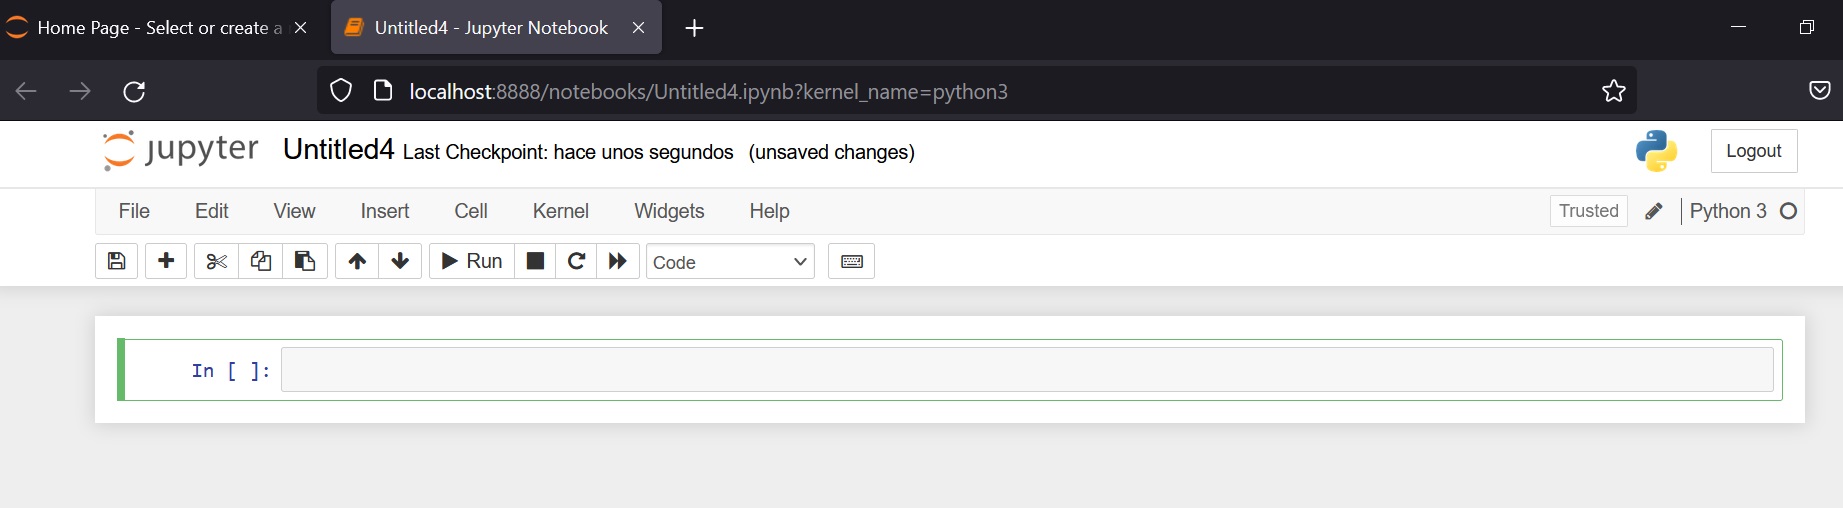 Home Page - Select or create a
Untitled4 - Jupyter Notebook
localhost:8888/notebooks/Untitled4.ipynb?kernel_name=python3
jupyter Untitled4 Last Checkpoint: hace unos segundos (unsaved changes)
Logout
File Edit View Insert Cell Kernel Widgets Help
Trusted Python 3
Run Code
In [ ]: